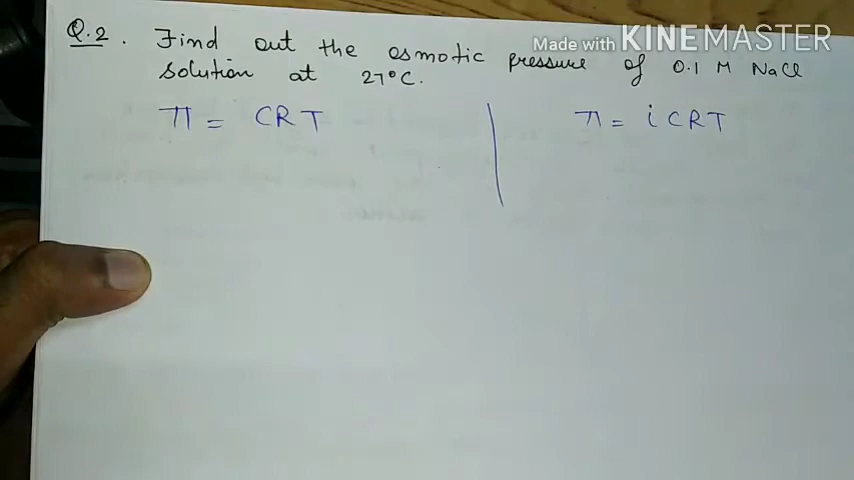 Made with KINEMASTER
Q.2. Find out the osmotic pressure of 0.1 M NaCl
solution at 27°C.
π = CRT
π = iCRT